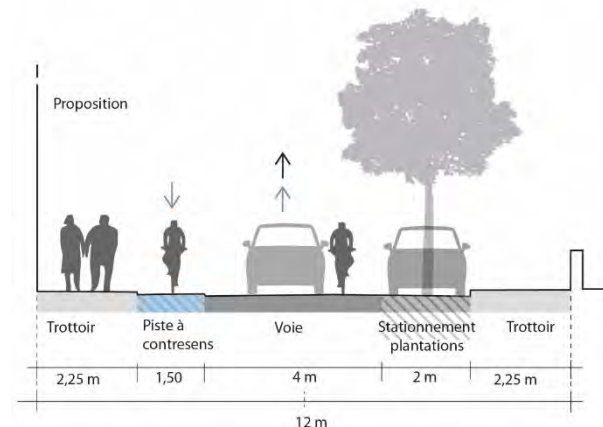 Proposition
Trottoir
Piste à
contresens
Voie
Stationnement
plantations
Trottoir
2,25 m
1,50
4 m
2 m
2,25 m
12 m